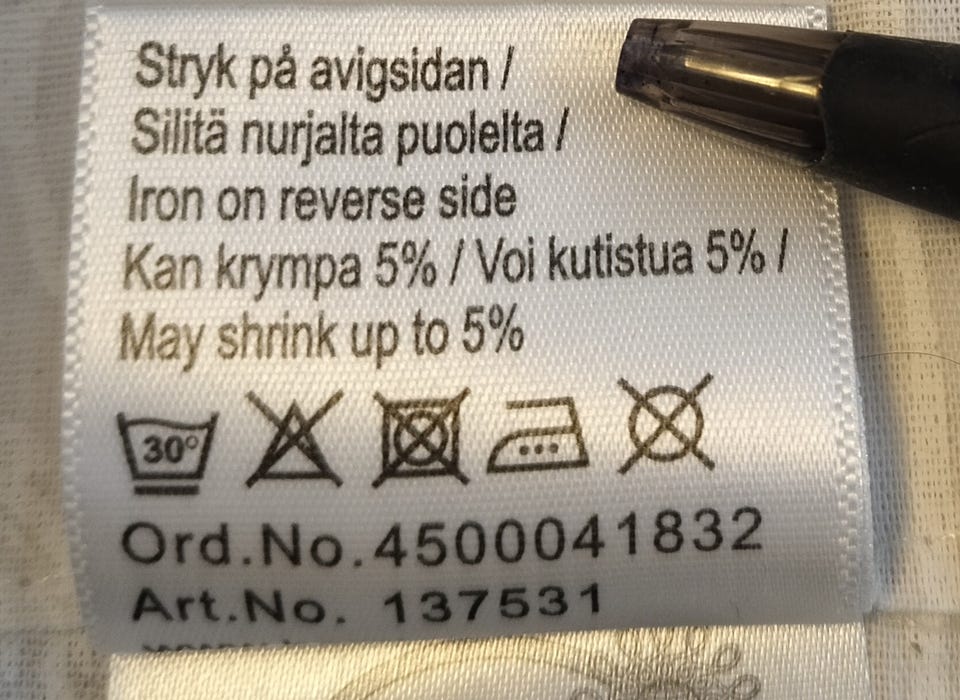 Stryk på avigsidan /
Silitä nurjalta puolelta /
Iron on reverse side
Kan krympa 5% / Voi kutistua 5% /
May shrink up to 5%
30°
Ord.No.4500041832
Art.No. 137531